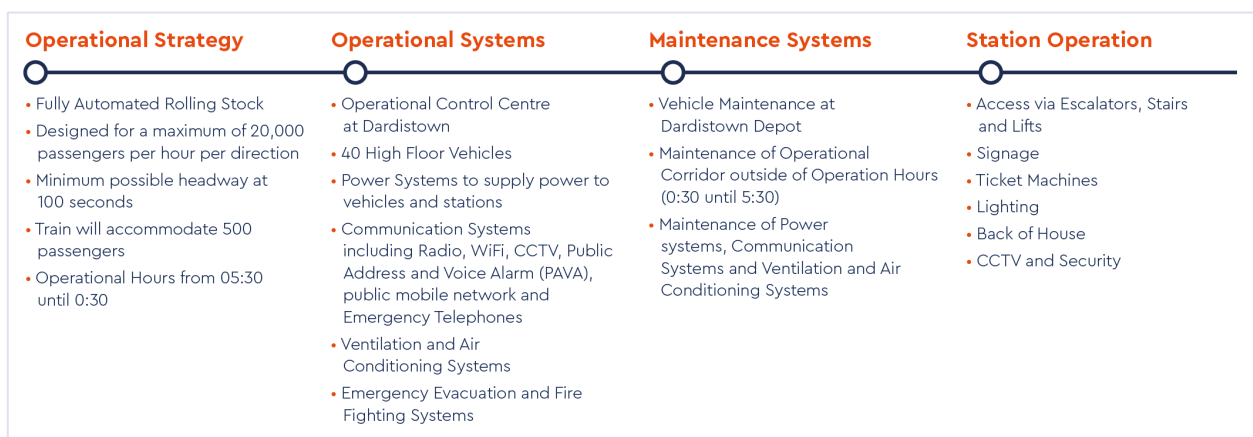 Operational Strategy
• Fully Automated Rolling Stock
• Designed for a maximum of 20,000
passengers per hour per direction
• Minimum possible headway at
100 seconds
• Train will accommodate 500
passengers
• Operational Hours from 05:30
until 0:30
Operational Systems
• Operational Control Centre
at Dardistown
• 40 High Floor Vehicles
• Power Systems to supply power to
vehicles and stations
• Communication Systems
including Radio, WiFi, CCTV, Public
Address and Voice Alarm (PAVA),
public mobile network and
Emergency Telephones
• Ventilation and Air
Conditioning Systems
• Emergency Evacuation and Fire
Fighting Systems
Maintenance Systems
• Vehicle Maintenance at
Dardistown Depot
• Maintenance of Operational
Corridor outside of Operation Hours
(0:30 until 5:30)
• Maintenance of Power
systems, Communication
Systems and Ventilation and Air
Conditioning Systems
Station Operation
• Access via Escalators, Stairs
and Lifts
• Signage
• Ticket Machines
• Lighting
• Back of House
• CCTV and Security